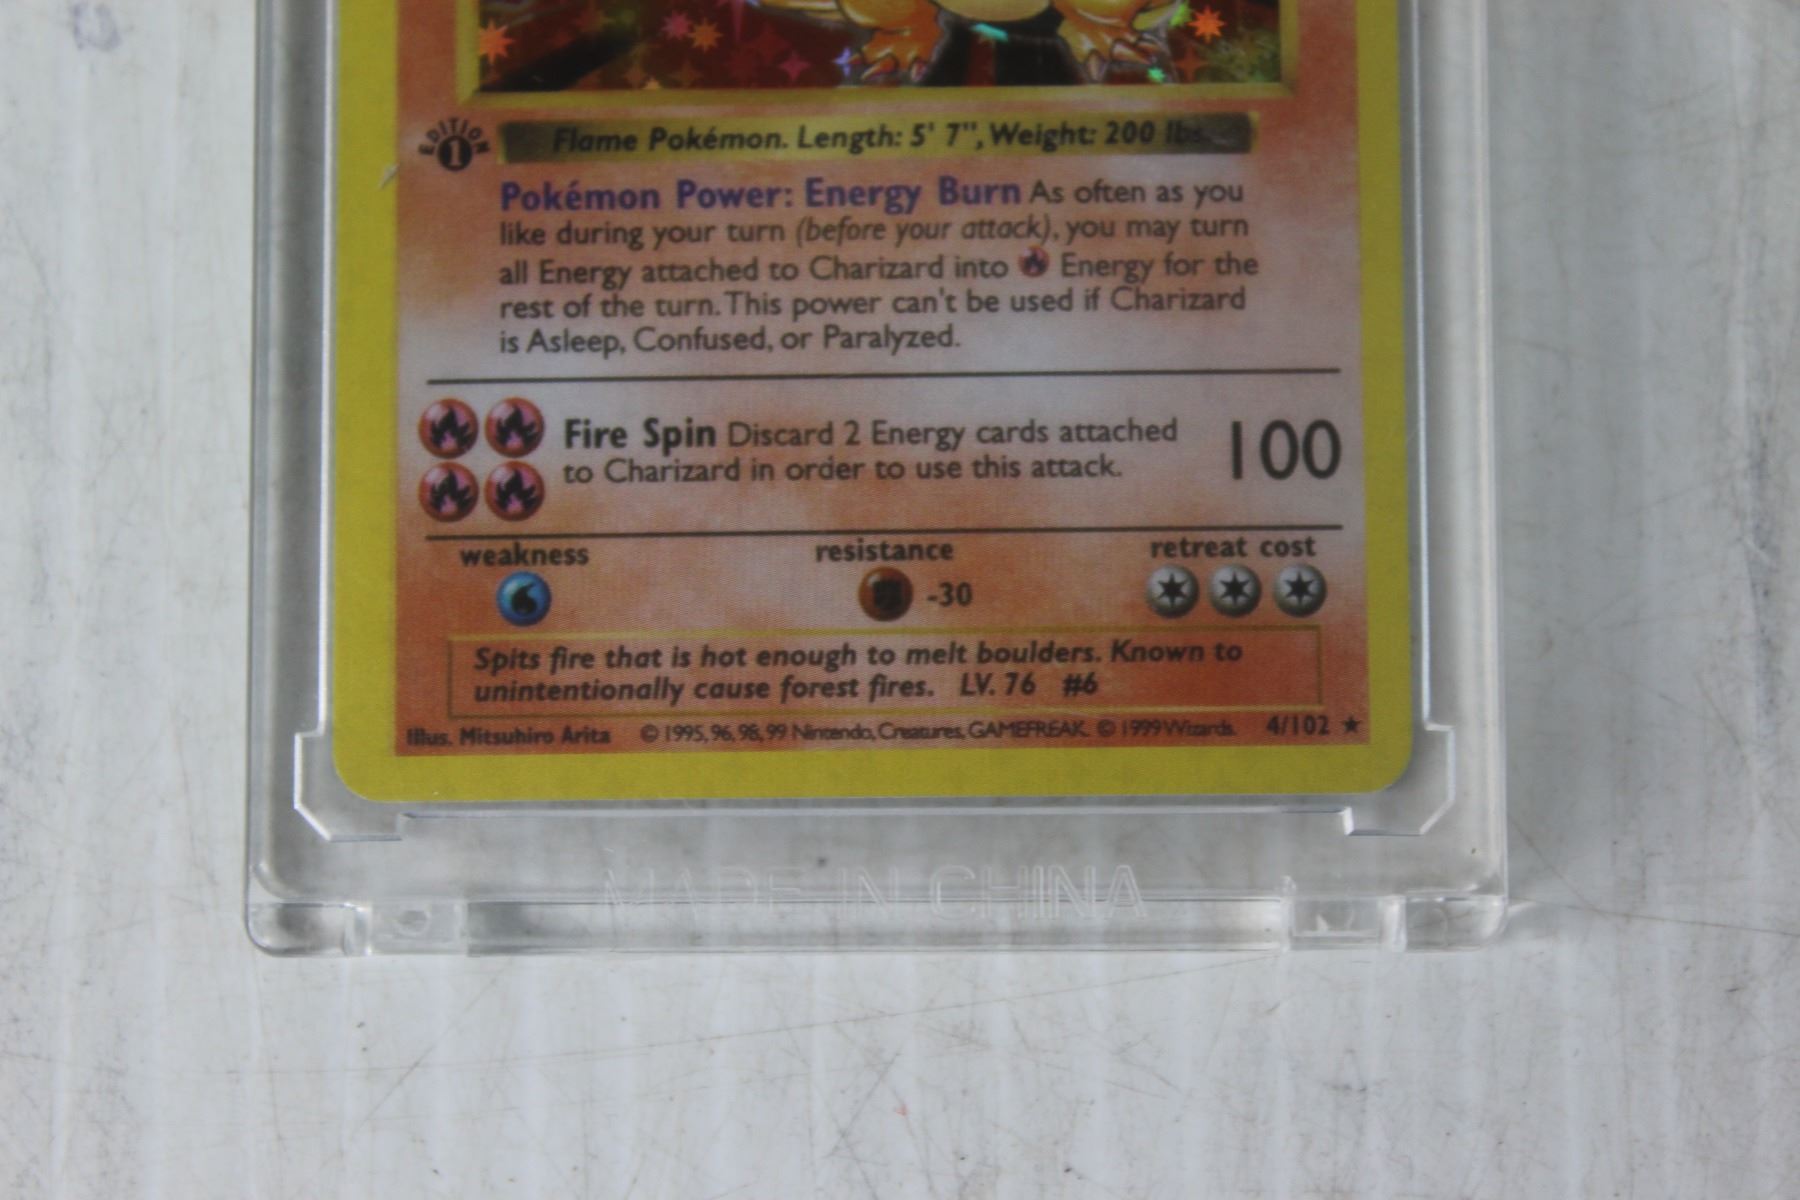 EDITION
1
Flame Pokémon. Length: 5' 7", Weight: 200 lbs.
Pokémon Power: Energy Burn As often as you
like during your turn (before your attack), you may turn
all Energy attached to Charizard into Energy for the
rest of the turn. This power can't be used if Charizard
is Asleep, Confused, or Paralyzed.
Fire Spin Discard 2 Energy cards attached
to Charizard in order to use this attack.
100
weakness resistance retreat cost
-30
Spits fire that is hot enough to melt boulders. Known to
unintentionally cause forest fires. LV. 76 #6
Illus. Mitsuhiro Arita © 1995, 96, 98, 99 Nintendo, Creatures, GAMEFREAK. © 1999 Wizards. 4/102 ★
MADE IN CHINA